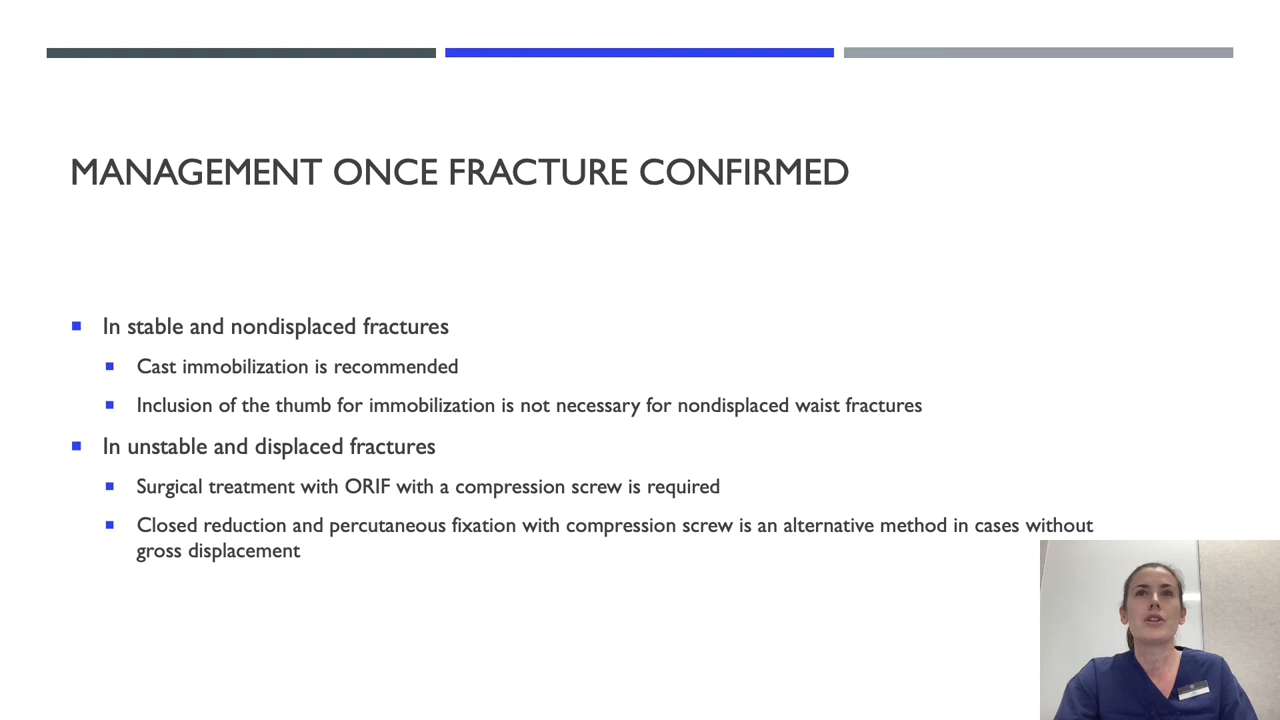 MANAGEMENT ONCE FRACTURE CONFIRMED
In stable and nondisplaced fractures
Cast immobilization is recommended
Inclusion of the thumb for immobilization is not necessary for nondisplaced waist fractures
In unstable and displaced fractures
Surgical treatment with ORIF with a compression screw is required
Closed reduction and percutaneous fixation with compression screw is an alternative method in cases without
gross displacement